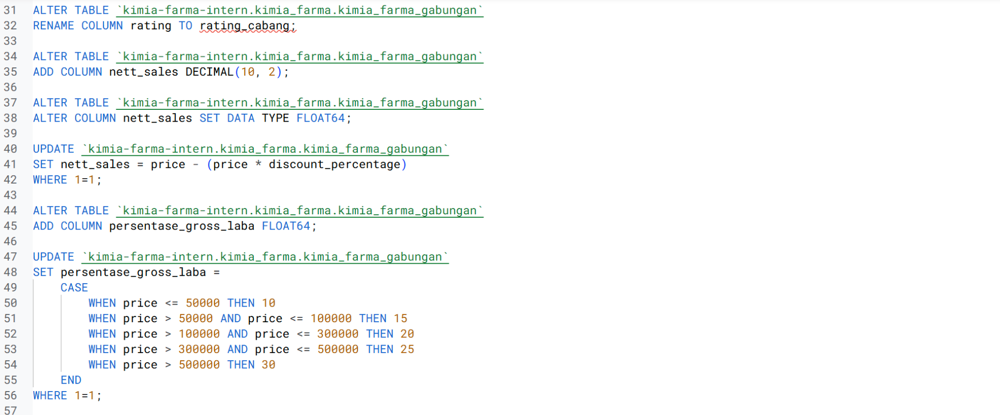 31 ALTER TABLE `kimia-farma-intern.kimia_farma.kimia_farma_gabungan`
32 RENAME COLUMN rating TO rating_cabang;
33
34 ALTER TABLE `kimia-farma-intern.kimia_farma.kimia_farma_gabungan`
35 ADD COLUMN nett_sales DECIMAL(10, 2);
36
37 ALTER TABLE `kimia-farma-intern.kimia_farma.kimia_farma_gabungan`
38 ALTER COLUMN nett_sales SET DATA TYPE FLOAT64;
39
40 UPDATE `kimia-farma-intern.kimia_farma.kimia_farma_gabungan`
41 SET nett_sales = price - (price * discount_percentage)
42 WHERE 1=1;
43
44 ALTER TABLE `kimia-farma-intern.kimia_farma.kimia_farma_gabungan`
45 ADD COLUMN persentase_gross_laba FLOAT64;
46
47 UPDATE `kimia-farma-intern.kimia_farma.kimia_farma_gabungan`
48 SET persentase_gross_laba =
49     CASE
50         WHEN price <= 50000 THEN 10
51         WHEN price > 50000 AND price <= 100000 THEN 15
52         WHEN price > 100000 AND price <= 300000 THEN 20
53         WHEN price > 300000 AND price <= 500000 THEN 25
54         WHEN price > 500000 THEN 30
55     END
56 WHERE 1=1;
57